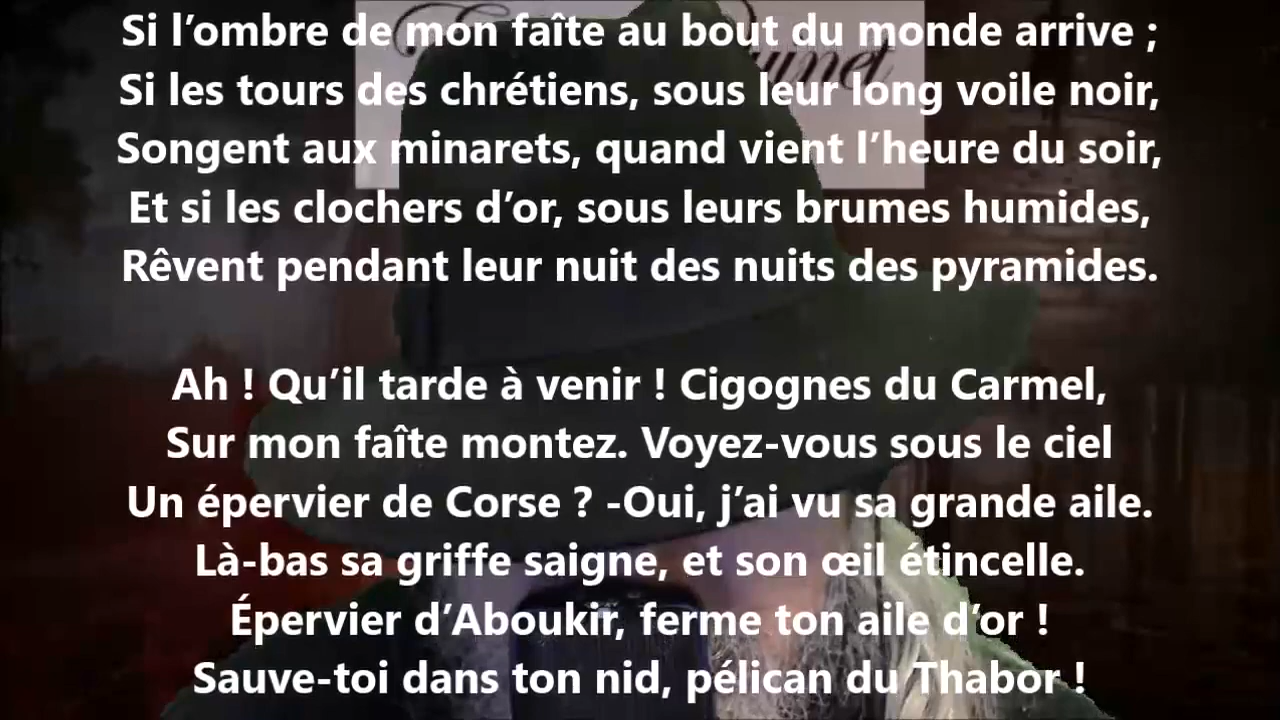 Si l’ombre de mon faîte au bout du monde arrive ;
Si les tours des chrétiens, sous leur long voile noir,
Songent aux minarets, quand vient l’heure du soir,
Et si les clochers d’or, sous leurs brumes humides,
Rêvent pendant leur nuit des nuits des pyramides.
Ah ! Qu’il tarde à venir ! Cigognes du Carmel,
Sur mon faîte montez. Voyez-vous sous le ciel
Un épervier de Corse ? -Oui, j’ai vu sa grande aile.
Là-bas sa griffe saigne, et son œil étincelle.
Épervier d’Aboukir, ferme ton aile d’or !
Sauve-toi dans ton nid, pélican du Thabor !